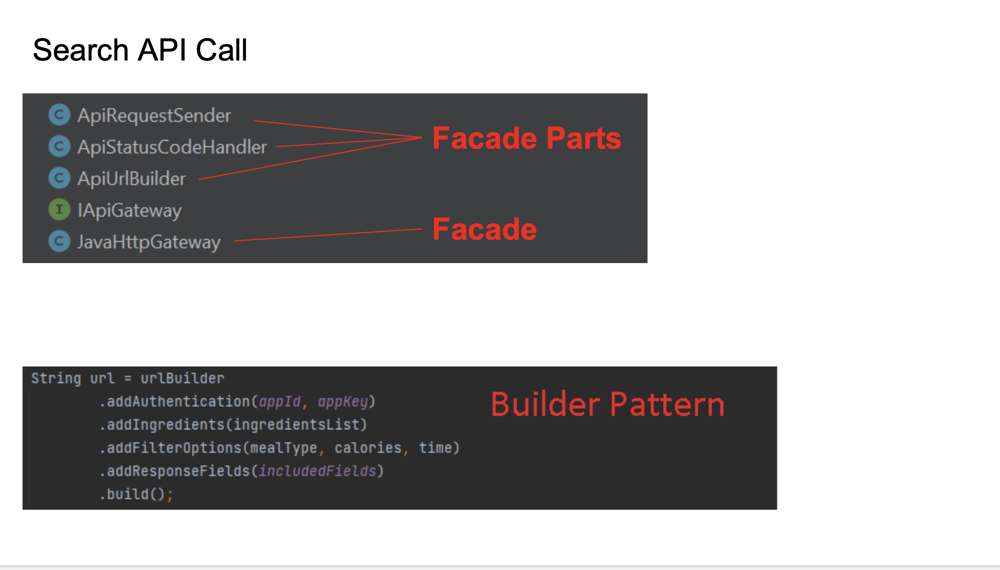 Search API Call
C ApiRequestSender
C ApiStatusCodeHandler
Facade Parts
C ApiUrlBuilder
I IApiGateway
Facade
C JavaHttpGateway
String url = urlBuilder
.addAuthentication(appId, appKey)
Builder Pattern
.addIngredients(ingredientsList)
.addFilterOptions(mealType, calories, time)
.addResponseFields(includedFields)
.build();